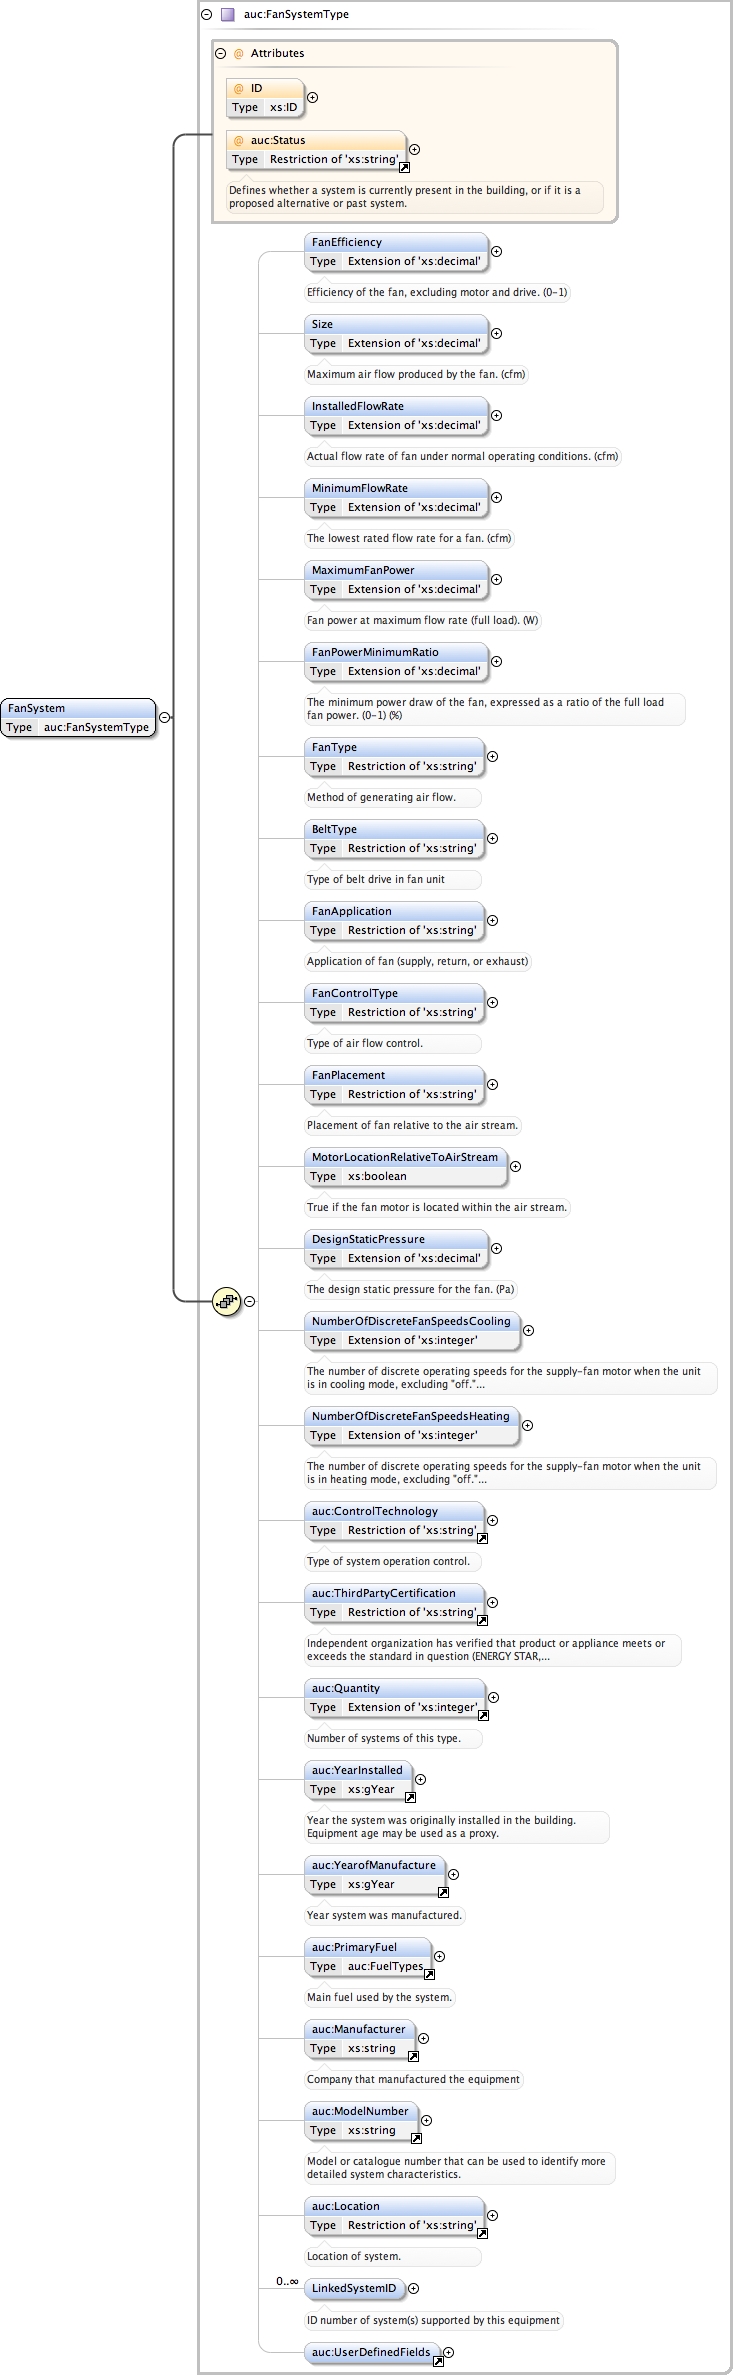 auc:FanSystemType
@ Attributes
@ ID
Type xs:ID
@ auc:Status
Type Restriction of 'xs:string'
Defines whether a system is currently present in the building, or if it is a
proposed alternative or past system.
FanEfficiency
Type Extension of 'xs:decimal'
Efficiency of the fan, excluding motor and drive. (0-1)
Size
Type Extension of 'xs:decimal'
Maximum air flow produced by the fan. (cfm)
InstalledFlowRate
Type Extension of 'xs:decimal'
Actual flow rate of fan under normal operating conditions. (cfm)
MinimumFlowRate
Type Extension of 'xs:decimal'
The lowest rated flow rate for a fan. (cfm)
MaximumFanPower
Type Extension of 'xs:decimal'
Fan power at maximum flow rate (full load). (W)
FanPowerMinimumRatio
Type Extension of 'xs:decimal'
The minimum power draw of the fan, expressed as a ratio of the full load
fan power. (0-1) (%)
FanSystem
Type auc:FanSystemType
FanType
Type Restriction of 'xs:string'
Method of generating air flow.
BeltType
Type Restriction of 'xs:string'
Type of belt drive in fan unit
FanApplication
Type Restriction of 'xs:string'
Application of fan (supply, return, or exhaust)
FanControlType
Type Restriction of 'xs:string'
Type of air flow control.
FanPlacement
Type Restriction of 'xs:string'
Placement of fan relative to the air stream.
MotorLocationRelativeToAirStream
Type xs:boolean
True if the fan motor is located within the air stream.
DesignStaticPressure
Type Extension of 'xs:decimal'
The design static pressure for the fan. (Pa)
NumberOfDiscreteFanSpeedsCooling
Type Extension of 'xs:integer'
The number of discrete operating speeds for the supply-fan motor when the unit
is in cooling mode, excluding "off."...
NumberOfDiscreteFanSpeedsHeating
Type Extension of 'xs:integer'
The number of discrete operating speeds for the supply-fan motor when the unit
is in heating mode, excluding "off."...
auc:ControlTechnology
Type Restriction of 'xs:string'
Type of system operation control.
auc:ThirdPartyCertification
Type Restriction of 'xs:string'
Independent organization has verified that product or appliance meets or
exceeds the standard in question (ENERGY STAR,...
auc:Quantity
Type Extension of 'xs:integer'
Number of systems of this type.
auc:YearInstalled
Type xs:gYear
Year the system was originally installed in the building.
Equipment age may be used as a proxy.
auc:YearofManufacture
Type xs:gYear
Year system was manufactured.
auc:PrimaryFuel
Type auc:FuelTypes
Main fuel used by the system.
auc:Manufacturer
Type xs:string
Company that manufactured the equipment
auc:ModelNumber
Type xs:string
Model or catalogue number that can be used to identify more
detailed system characteristics.
auc:Location
Type Restriction of 'xs:string'
Location of system.
0..∞
LinkedSystemID
ID number of system(s) supported by this equipment
auc:UserDefinedFields